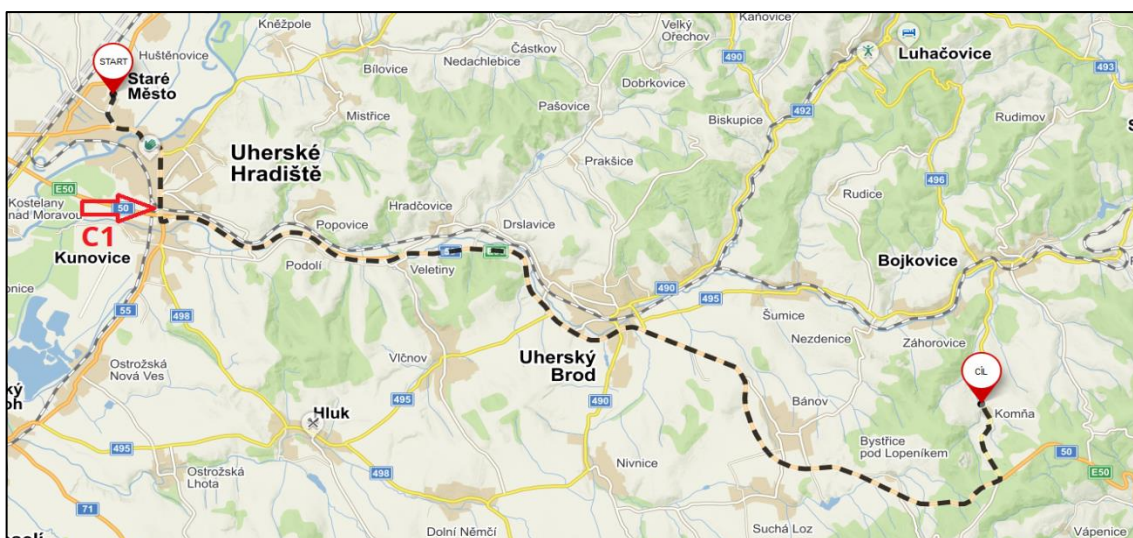 Kněžpole
Kaňovice
Velký
Ořechov
490
Luhačovice
START
Huštěnovice
Částkov
Nedachlebice
Bílovice
Staré
Město
Dobrkovice
493
Pašovice
492
Mistřice
Biskupice
Rudimov
Uherské
Hradiště
Prakšice
496
E50
Kostelany
nad Moravou
50
Rudice
Hradčovice
C1
Popovice
Drslavice
Kunovice
Podolí
Veletiny
Bojkovice
490
495
55
498
Šumice
Nezdenice
Záhorovice
Vlčnov
Uherský
Brod
Ostrožská
Nová Ves
CÍL
495
490
Hluk
Bánov
Komňa
495
Bystřice
pod Lopeníkem
50
E50
Ostrožská
Lhota
498
Nivnice
71
Dolní Němčí
Suchá Loz
Vápenice